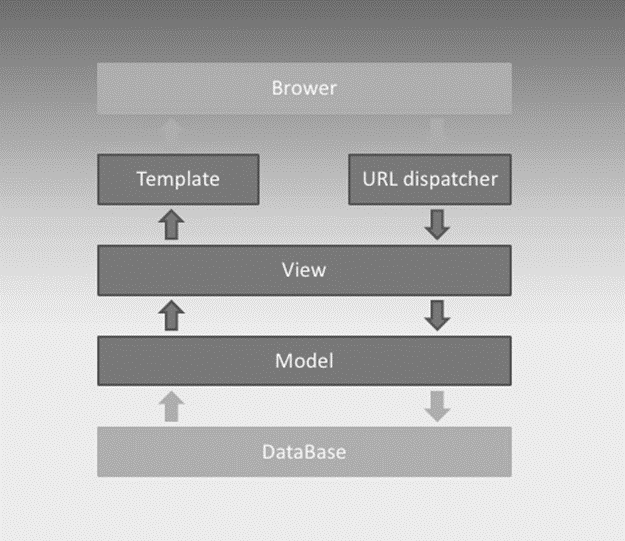 Brower
Template
URL dispatcher
View
Model
DataBase